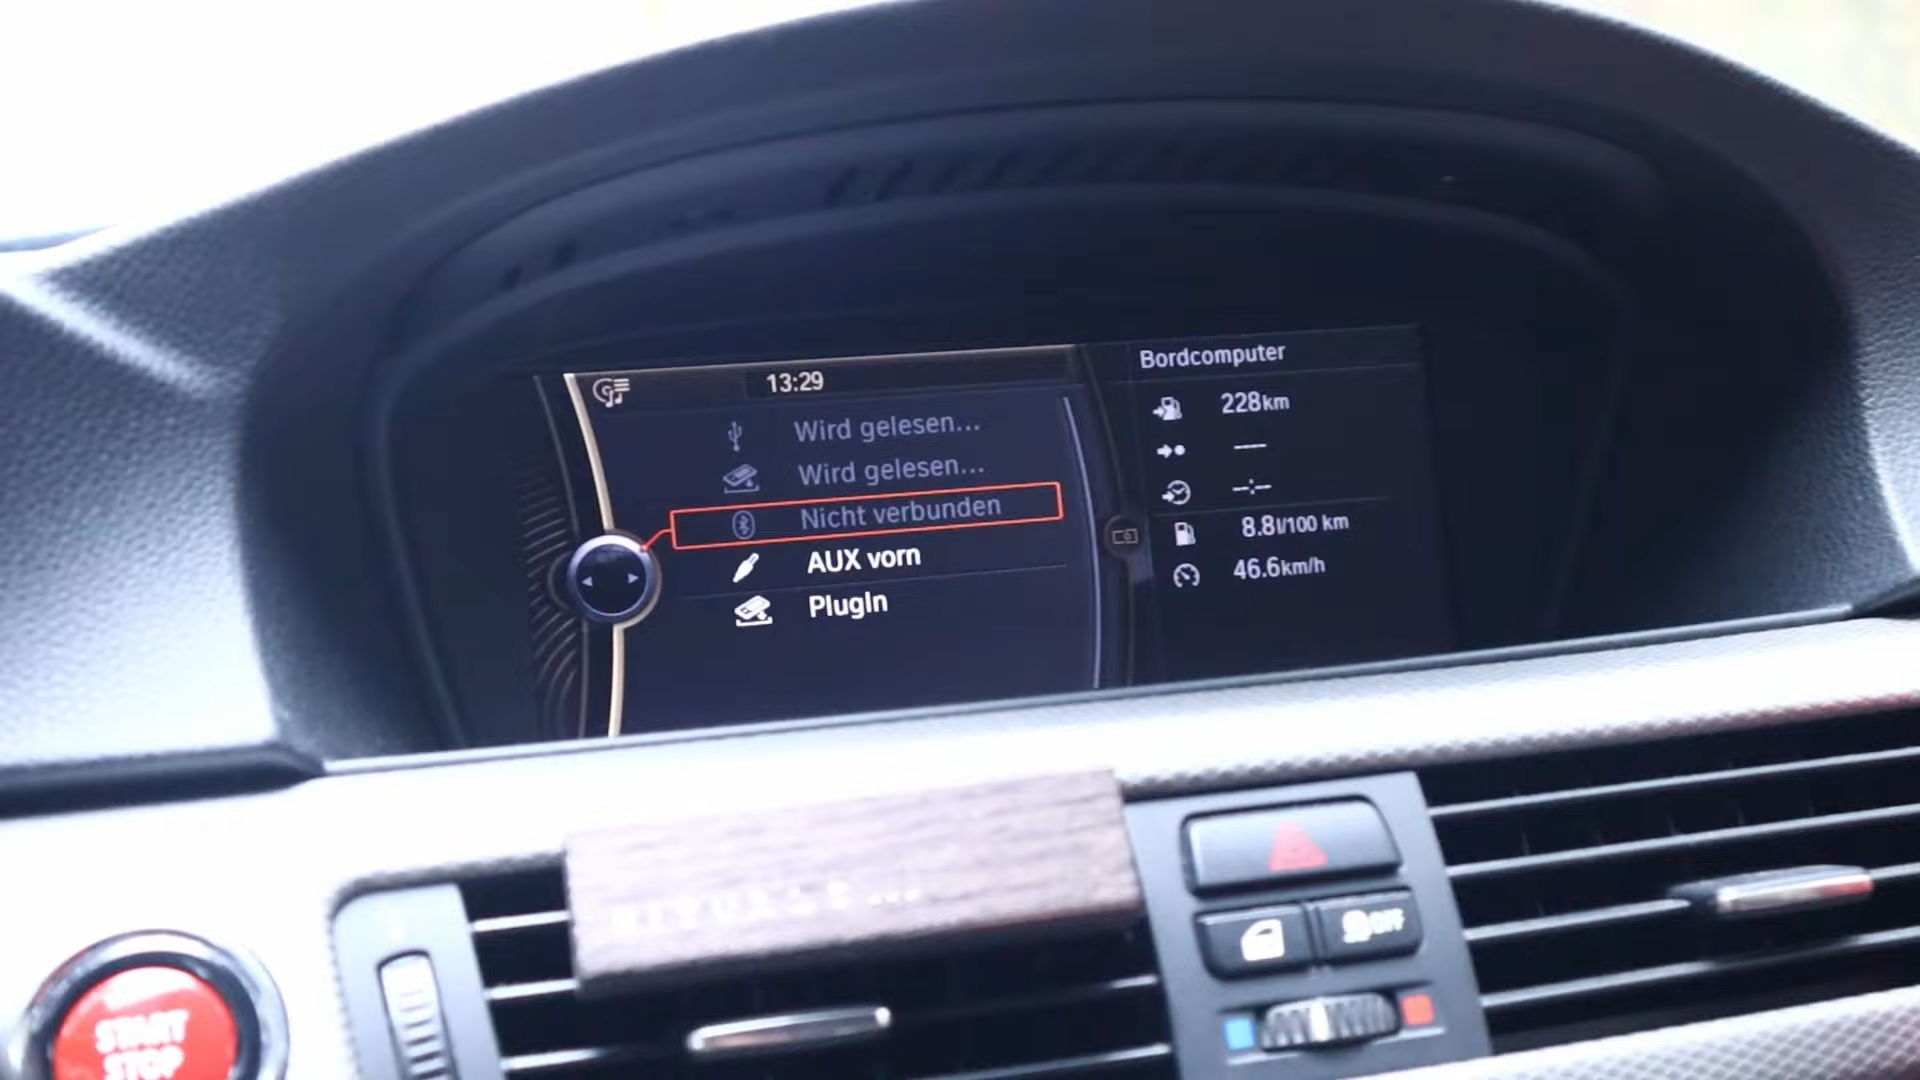 13:29
Wird gelesen...
Wird gelesen...
Nicht verbunden
AUX vorn
PlugIn
Bordcomputer
228km
---
--:--
8.8l/100 km
46.6km/h
OFF
START
STOP